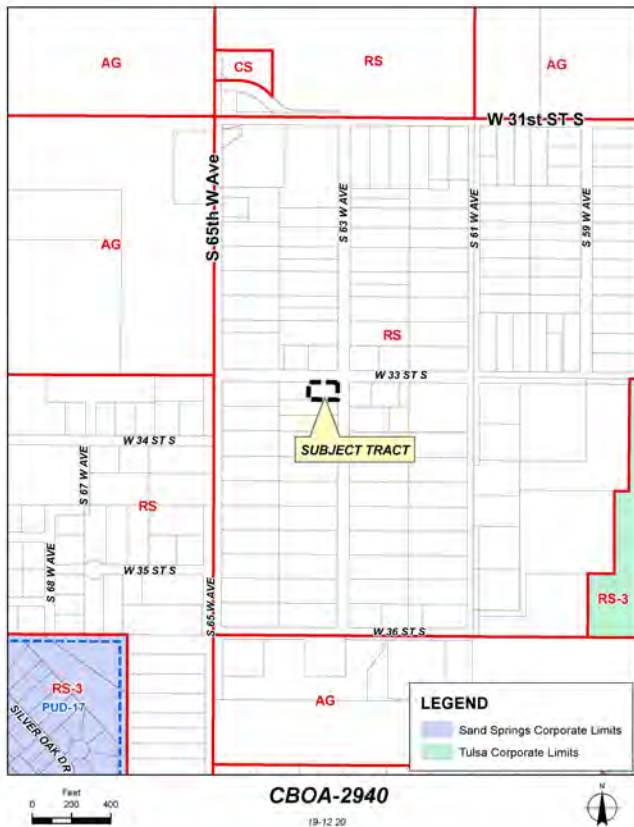 AG
CS
RS
AG
W 31st ST S
S 65th W Ave
S 63 W AVE
S 61 W AVE
S 59 W AVE
AG
RS
W 33 ST S
SUBJECT TRACT
W 34 ST S
S 67 W AVE
RS
W 35 ST S
S 68 W AVE
S 65 W AVE
RS-3
W 36 ST S
RS-3
PUD-17
SILVER OAK DR
AG
LEGEND
Sand Springs Corporate Limits
Tulsa Corporate Limits
Feet
0 200 400
CBOA-2940
19-12 20
N